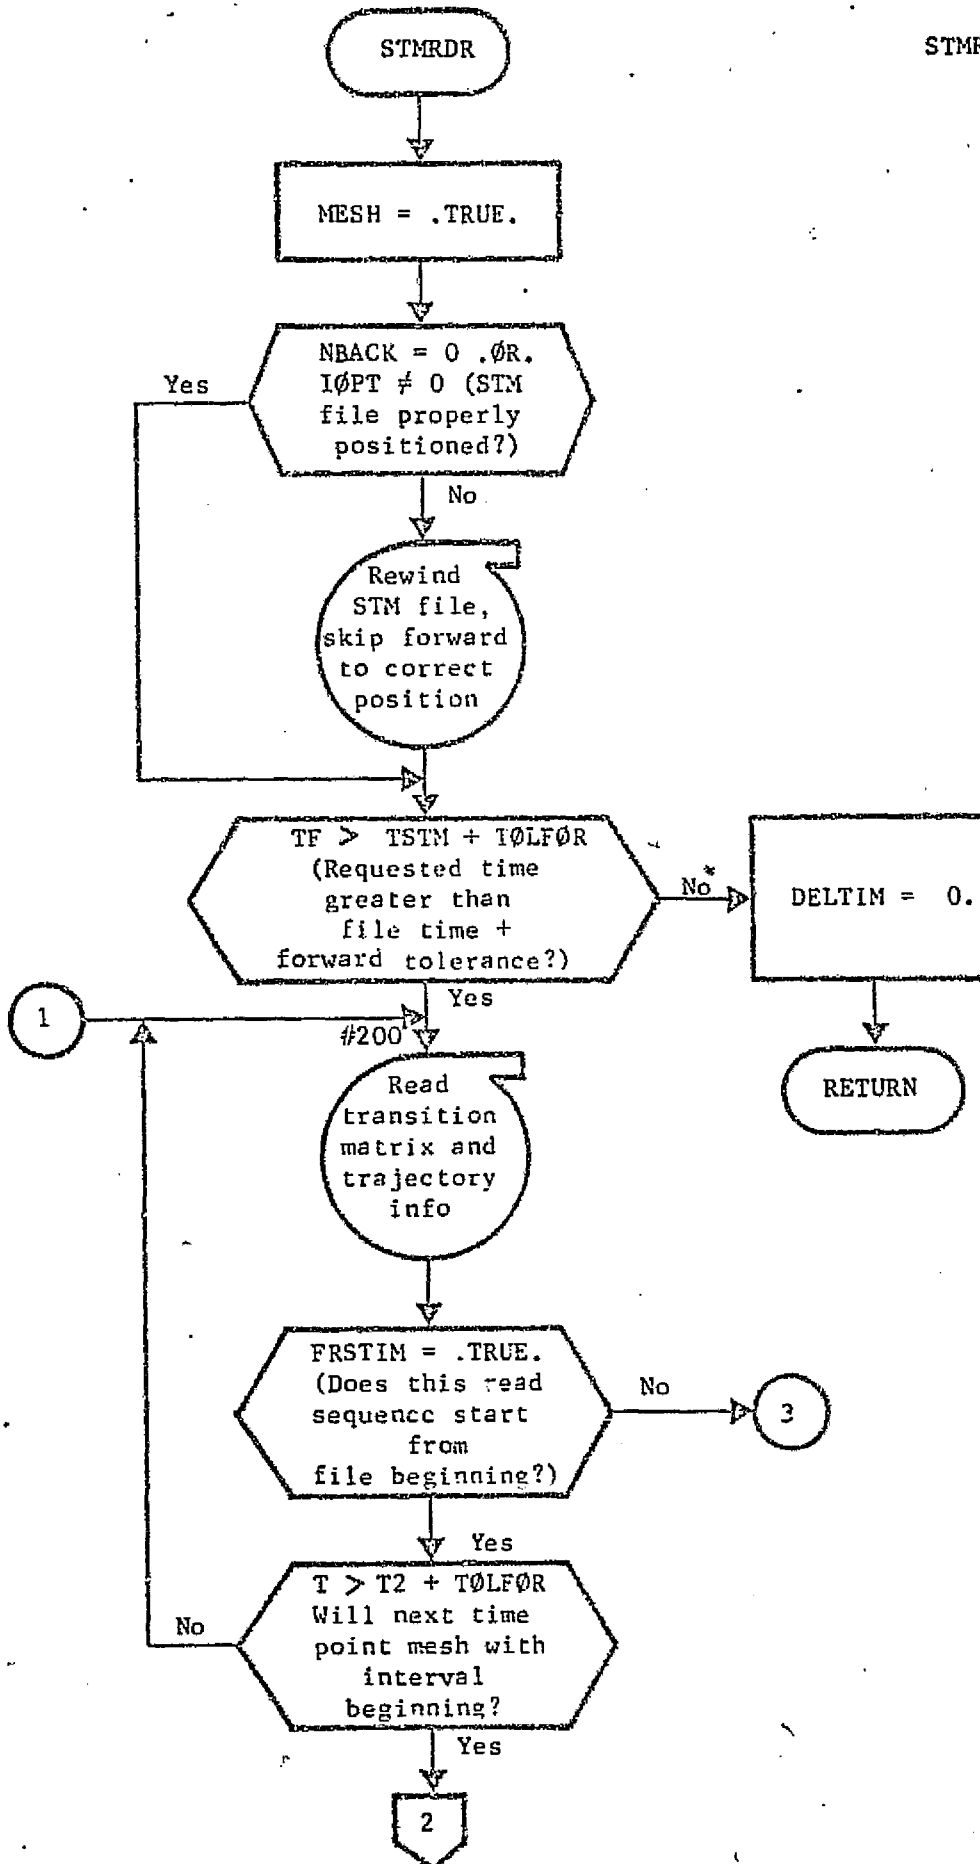 STMRDR
STMR
MESH = .TRUE.
NBACK = 0 .ØR.
IØPT ≠ 0 (STM
file properly
positioned?)
Yes
No
Rewind
STM file,
skip forward
to correct
position
TF > TSTM + TØLFØR
(Requested time
greater than
file time +
forward tolerance?)
No*
DELTIM = 0.
Yes
1
#200
RETURN
Read
transition
matrix and
trajectory
info
FRSTIM = .TRUE.
(Does this read
sequence start
from
file beginning?)
No
3
Yes
T > T2 + TØLFØR
Will next time
point mesh with
interval
beginning?
No
Yes
2